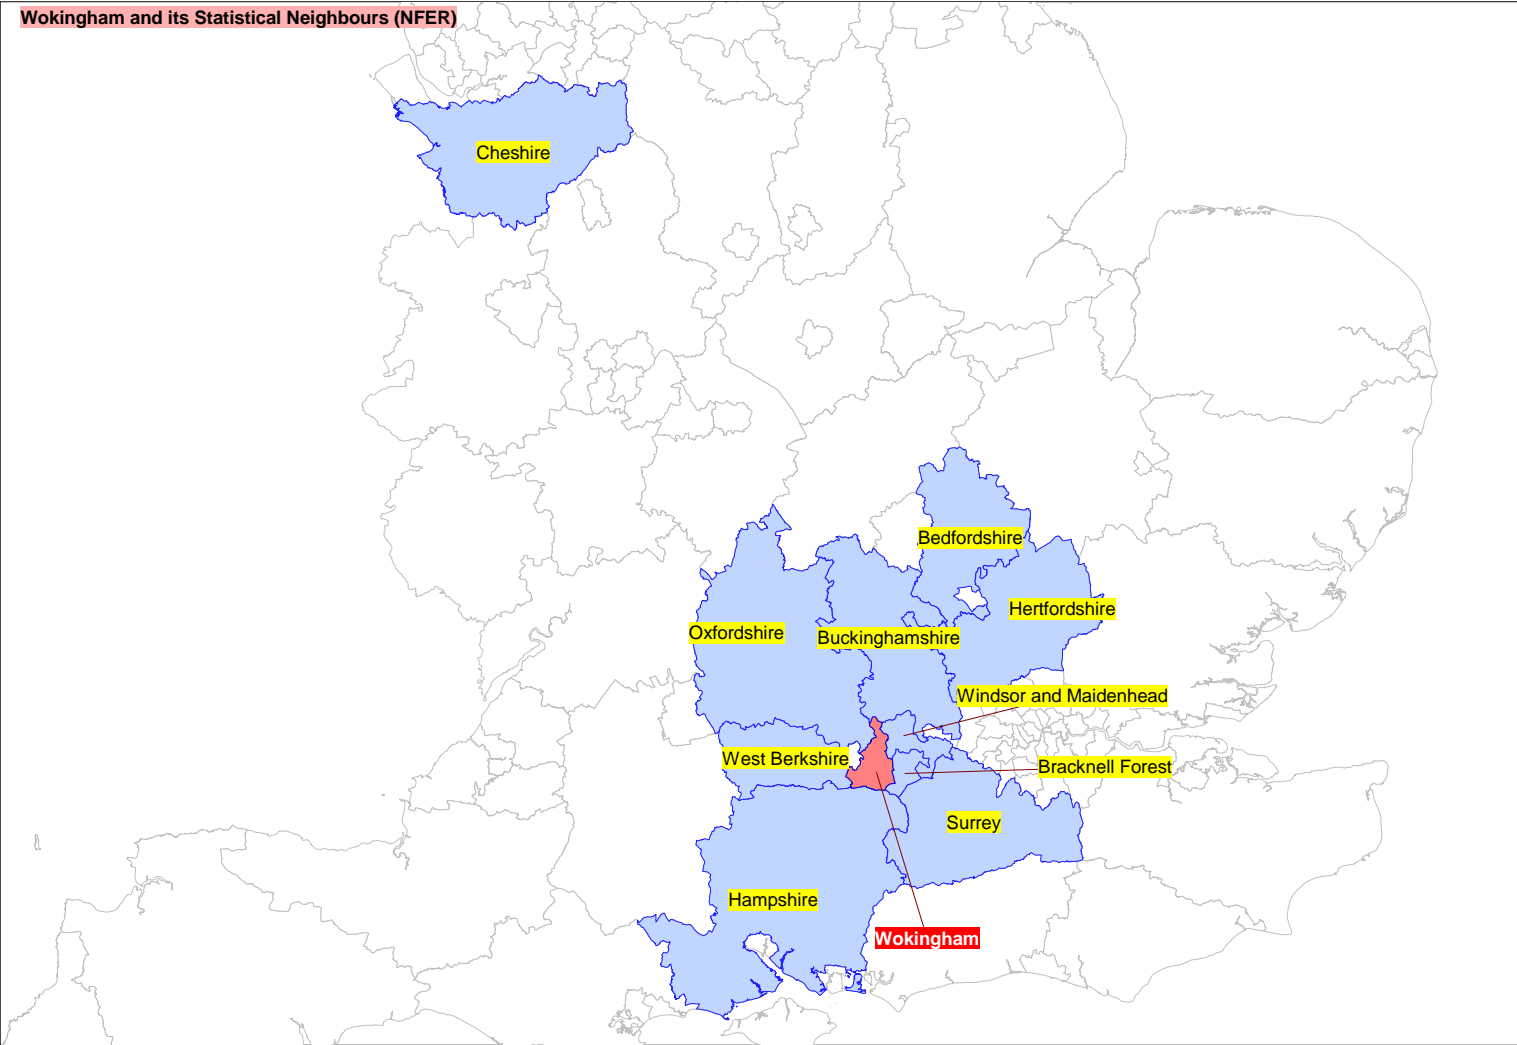 Wokingham and its Statistical Neighbours (NFER)
Cheshire
Bedfordshire
Hertfordshire
Oxfordshire
Buckinghamshire
Windsor and Maidenhead
West Berkshire
Bracknell Forest
Surrey
Hampshire
Wokingham